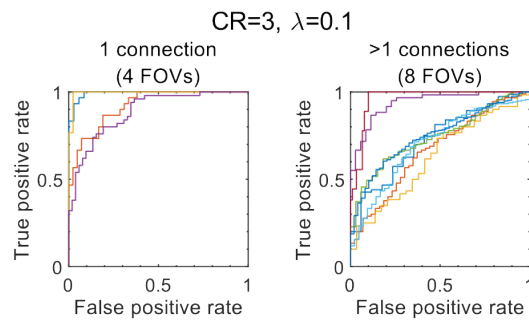 CR=3, λ=0.1
1 connection
(4 FOVs)
>1 connections
(8 FOVs)
True positive rate
1
0.5
0
0
0.5
1
False positive rate
True positive rate
1
0.5
0
0
0.5
1
False positive rate